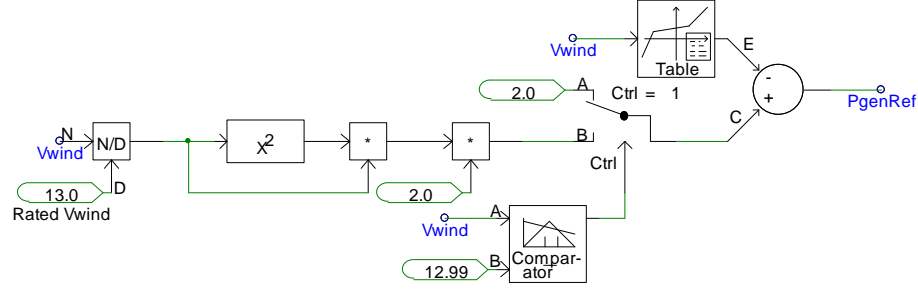 Vwind
Table
E
-
+
PgenRef
2.0
A
Ctrl = 1
C
B
Ctrl
N
Vwind
N/D
D
13.0
Rated Vwind
X2
*
*
2.0
Vwind
A
B
12.99
Compar-
ator